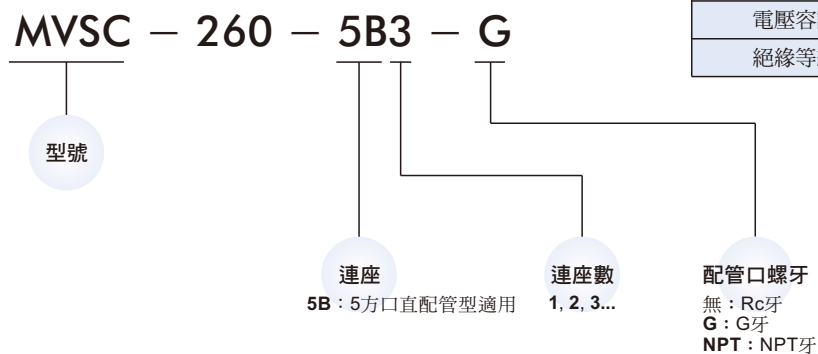 電壓容
MVSC － 260 － 5B3 － G
絕緣等
型號
連座
5B：5方口直配管型適用
連座數
1, 2, 3...
配管口螺牙
無：Rc牙
G：G牙
NPT：NPT牙